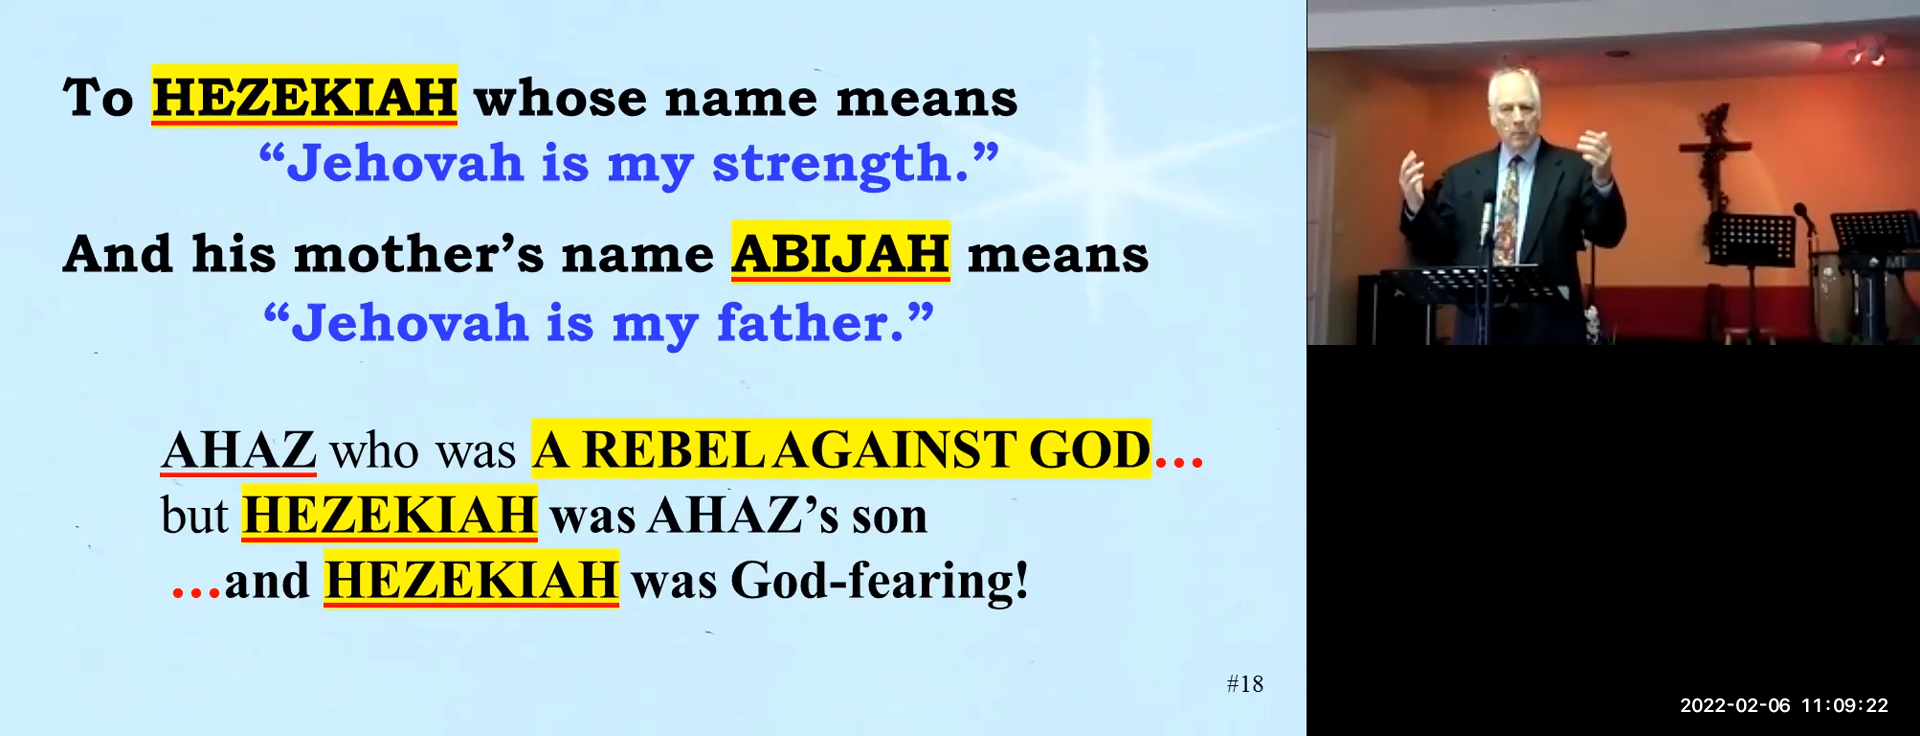 To HEZEKIAH whose name means
“Jehovah is my strength.”
And his mother’s name ABIJAH means
“Jehovah is my father.”
AHAZ who was A REBEL AGAINST GOD…
but HEZEKIAH was AHAZ’s son
…and HEZEKIAH was God-fearing!
#18
2022-02-06 11:09:22